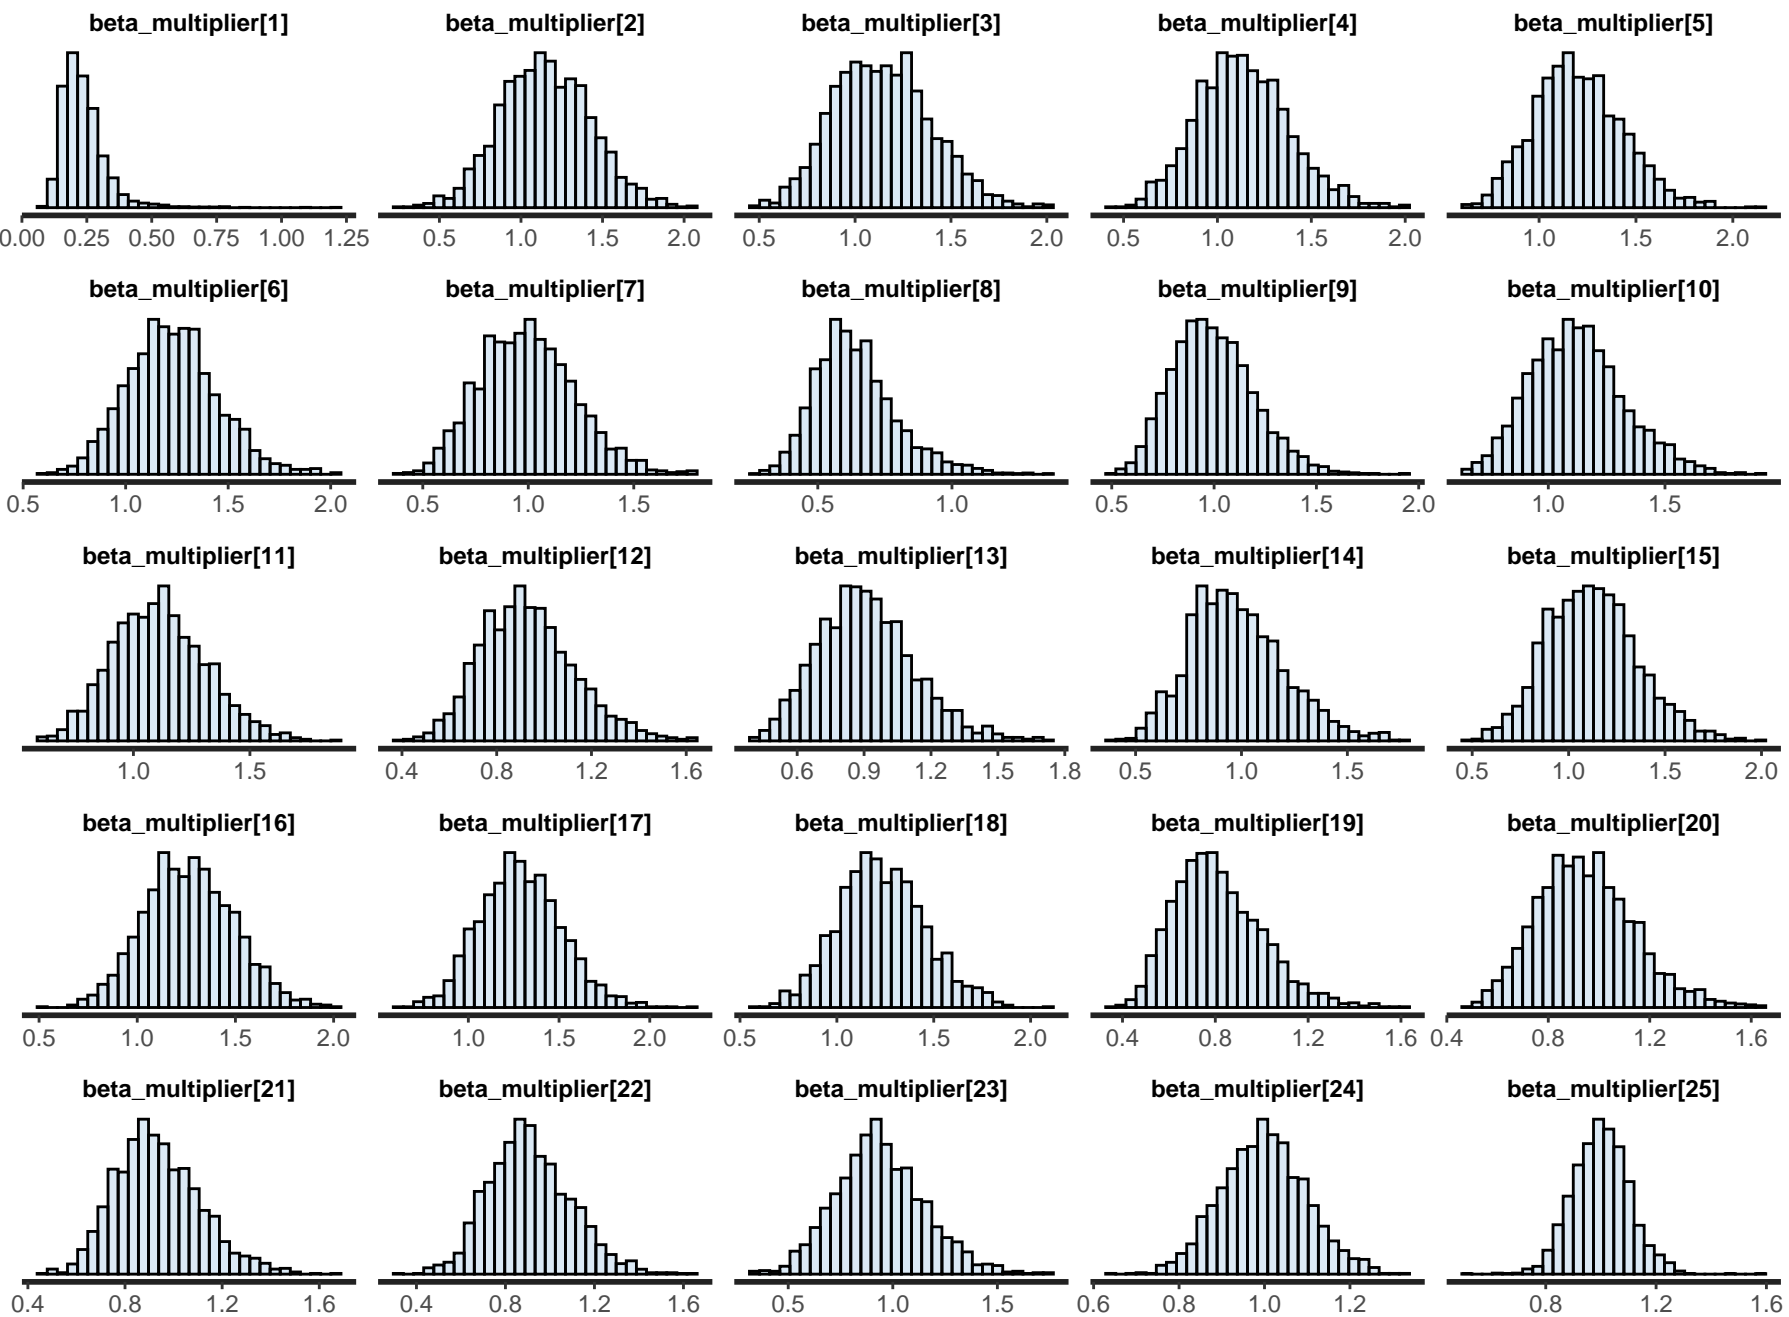 beta_multiplier[1] beta_multiplier[2] beta_multiplier[3] beta_multiplier[4] beta_multiplier[5]
0.00 0.25 0.50 0.75 1.00 1.25 0.5 1.0 1.5 2.0 0.5 1.0 1.5 2.0 0.5 1.0 1.5 2.0 1.0 1.5 2.0
beta_multiplier[6] beta_multiplier[7] beta_multiplier[8] beta_multiplier[9] beta_multiplier[10]
0.5 1.0 1.5 2.0 0.5 1.0 1.5 0.5 1.0 0.5 1.0 1.5 2.0 1.0 1.5
beta_multiplier[11] beta_multiplier[12] beta_multiplier[13] beta_multiplier[14] beta_multiplier[15]
1.0 1.5 0.4 0.8 1.2 1.6 0.6 0.9 1.2 1.5 1.8 0.5 1.0 1.5 0.5 1.0 1.5 2.0
beta_multiplier[16] beta_multiplier[17] beta_multiplier[18] beta_multiplier[19] beta_multiplier[20]
0.5 1.0 1.5 2.0 1.0 1.5 2.0 0.5 1.0 1.5 2.0 0.4 0.8 1.2 1.6 0.4 0.8 1.2 1.6
beta_multiplier[21] beta_multiplier[22] beta_multiplier[23] beta_multiplier[24] beta_multiplier[25]
0.4 0.8 1.2 1.6 0.4 0.8 1.2 1.6 0.5 1.0 1.5 0.6 0.8 1.0 1.2 0.8 1.2 1.6